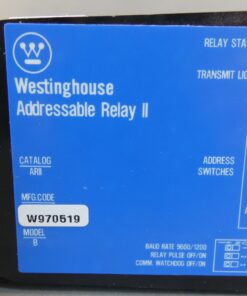 RELAY STA
TRANSMIT LI
Westinghouse
Addressable Relay II
CATALOG
ARII
ADDRESS
SWITCHES
MFG.CODE
W970519
MODEL
B
BAUD RATE 9600/1200
RELAY PULSE OFF/ON
COMM. WATCHDOG OFF/ON